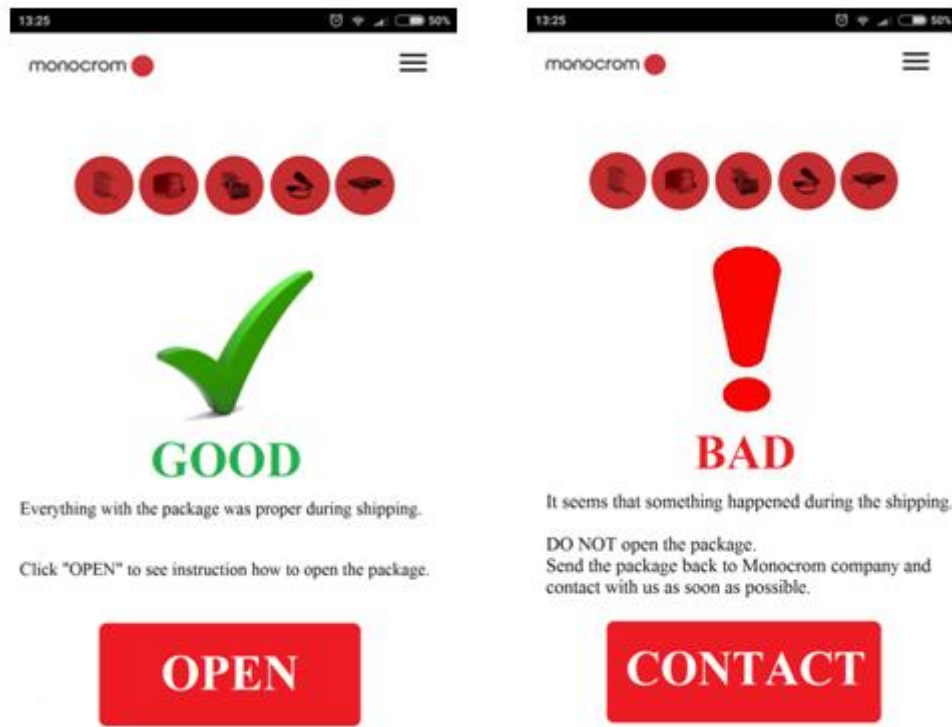 13:25
50%
monocrom
GOOD
Everything with the package was proper during shipping.
Click "OPEN" to see instruction how to open the package.
OPEN
13:25
50%
monocrom
BAD
It seems that something happened during the shipping.
DO NOT open the package.
Send the package back to Monocrom company and
contact with us as soon as possible.
CONTACT